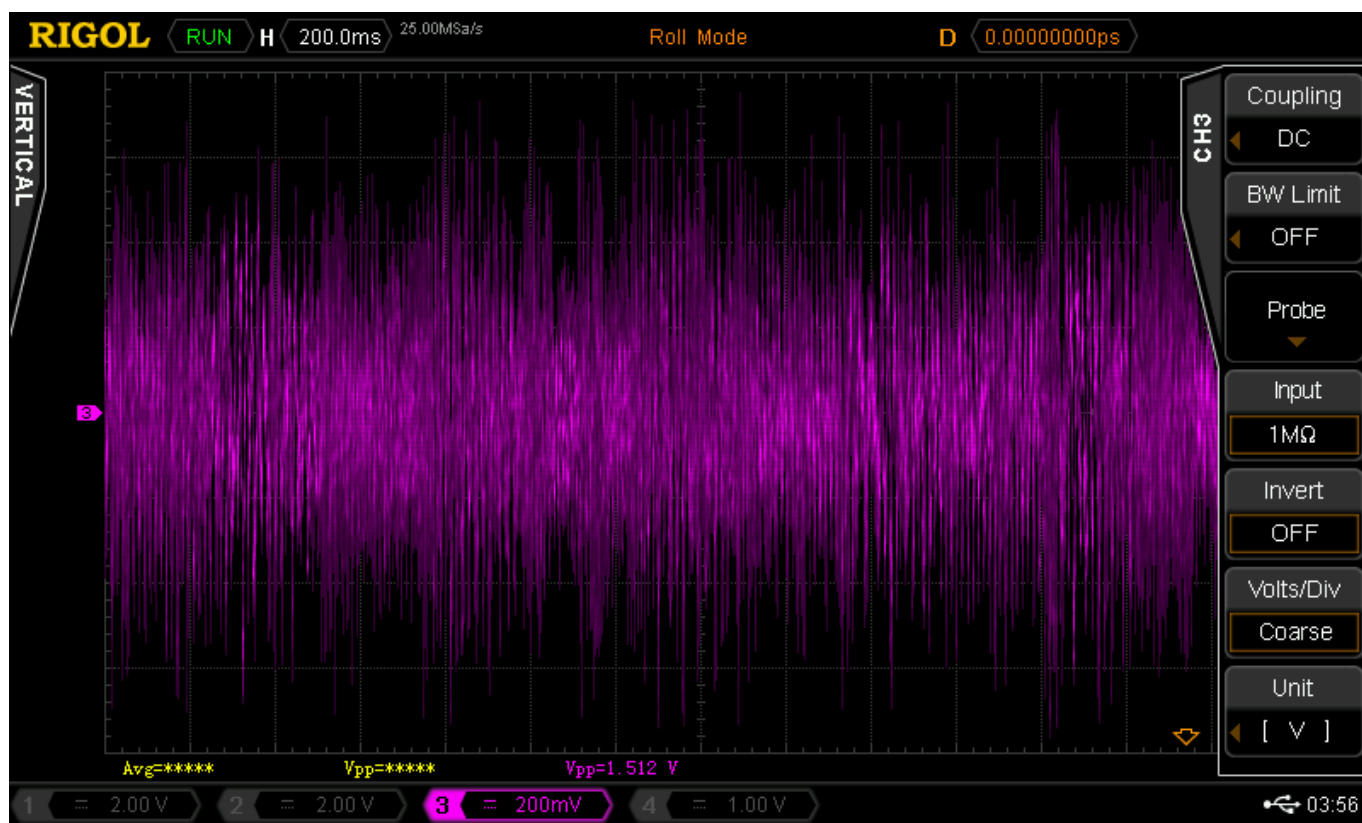 RIGOL RUN H 200.0ms 25.00MSa/s Roll Mode D 0.00000000ps
VERTICAL
CH3
Coupling
DC
BW Limit
OFF
Probe
Input
1MΩ
Invert
OFF
Volts/Div
Coarse
Unit
[ V ]
3
Avg=***** Vpp=***** Vpp=1.512 V
1 = 2.00 V 2 = 2.00 V 3 = 200mV 4 = 1.00 V 03:56